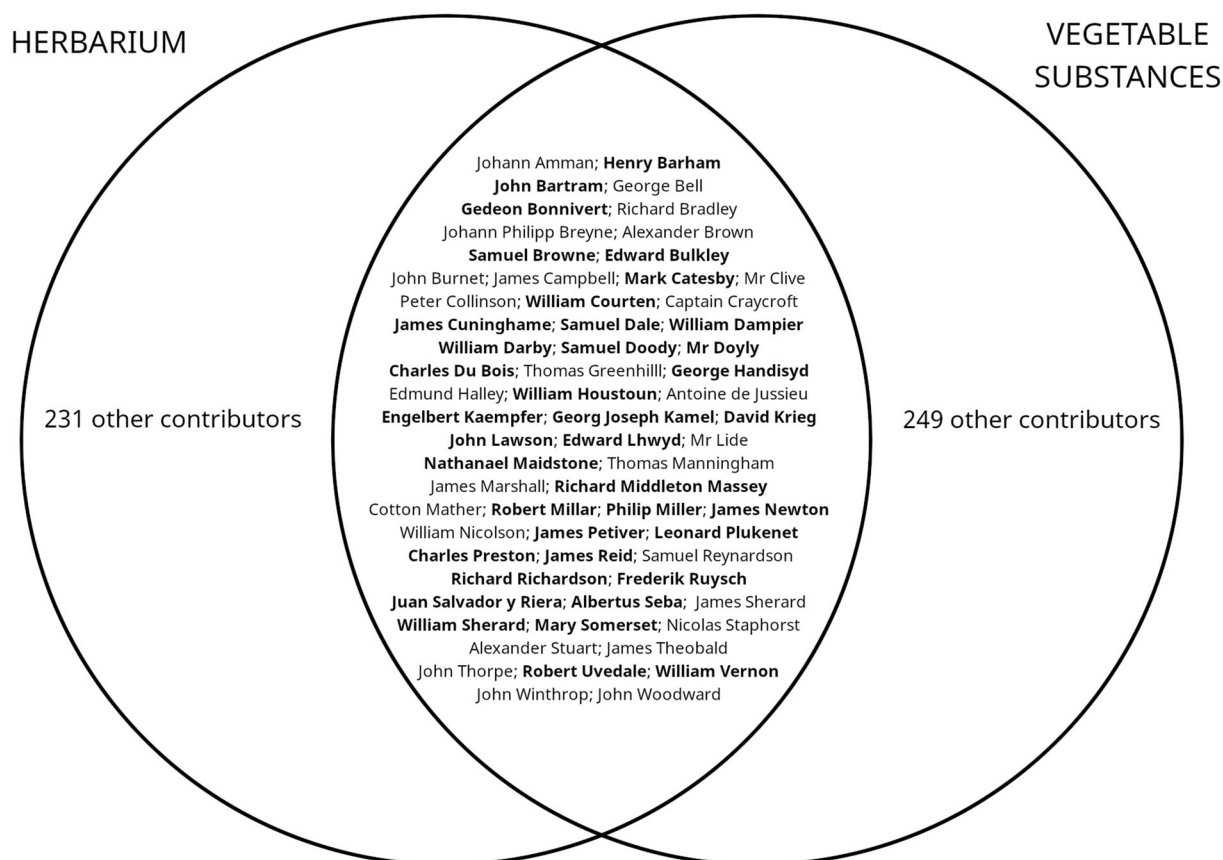 HERBARIUM
VEGETABLE
SUBSTANCES
Johann Amman; Henry Barham
John Bartram; George Bell
Gedeon Bonnivert; Richard Bradley
Johann Philipp Breyne; Alexander Brown
Samuel Browne; Edward Bulkley
John Burnet; James Campbell; Mark Catesby; Mr Clive
Peter Collinson; William Courten; Captain Craycroft
James Cuninghame; Samuel Dale; William Dampier
William Darby; Samuel Doody; Mr Doyly
Charles Du Bois; Thomas Greenhilll; George Handisyd
Edmund Halley; William Houstoun; Antoine de Jussieu
Engelbert Kaempfer; Georg Joseph Kamel; David Krieg
John Lawson; Edward Lhwyd; Mr Lide
Nathanael Maidstone; Thomas Manningham
James Marshall; Richard Middleton Massey
Cotton Mather; Robert Millar; Philip Miller; James Newton
William Nicolson; James Petiver; Leonard Plukenet
Charles Preston; James Reid; Samuel Reynardson
Richard Richardson; Frederik Ruysch
Juan Salvador y Riera; Albertus Seba; James Sherard
William Sherard; Mary Somerset; Nicolas Staphorst
Alexander Stuart; James Theobald
John Thorpe; Robert Uvedale; William Vernon
John Winthrop; John Woodward
231 other contributors
249 other contributors